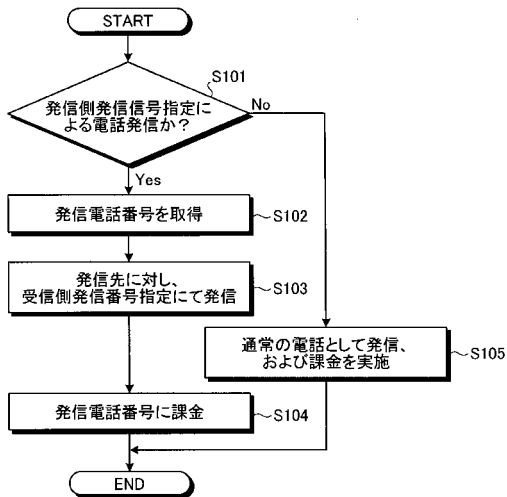 START
S101
発信側発信信号指定に
よる電話発信か?
No
Yes
発信電話番号を取得
S102
発信先に対し、
受信側発信番号指定にて発信
S103
通常の電話として発信、
および課金を実施
S105
発信電話番号に課金
S104
END